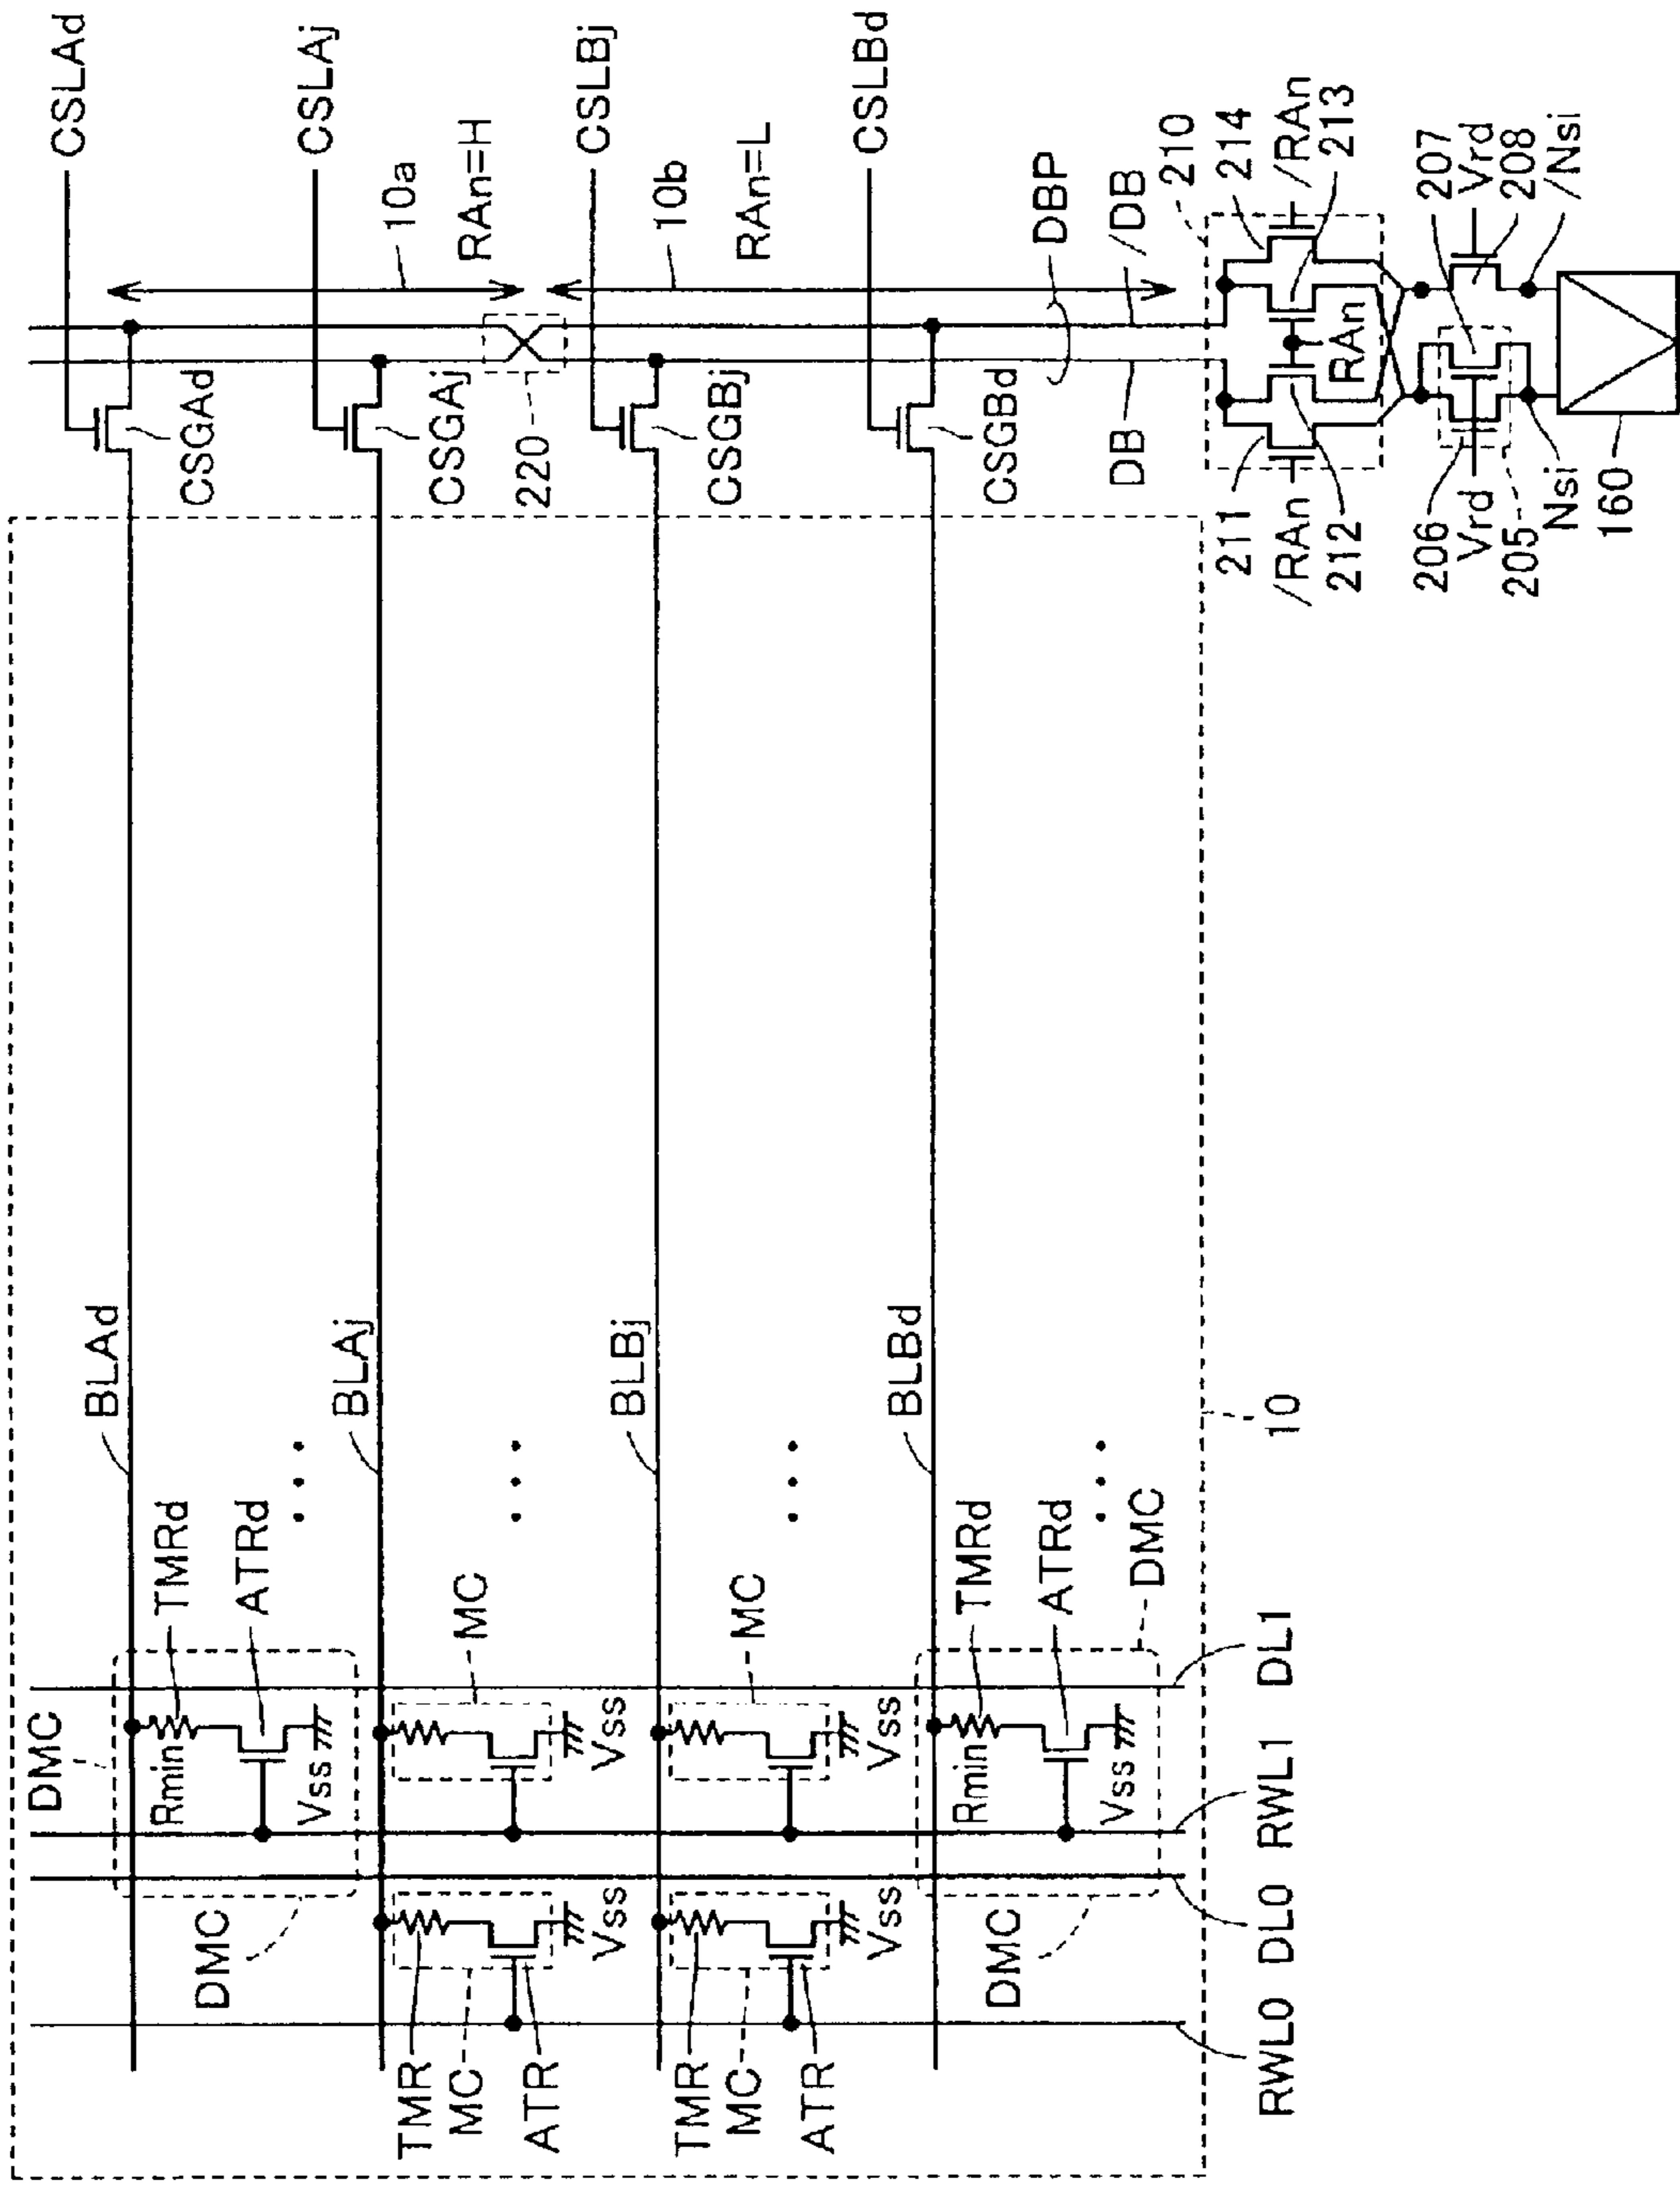 CSLAd
CSLAj
CSLBj
CSLBd
10a
RAn=H
10b
RAn=L
DBP
/DB
DB
CSGAd
CSGAj
220
CSGBj
CSGBd
210
214
/RAn
213
RAn
211
/RAn
212
207
Vrd
208
/Nsi
206
Vrd
205
Nsi
160
BLAd
BLAj
BLBj
BLBd
10
TMRd
ATRd
MC
MC
TMRd
ATRd
DMC
DMC
Rmin
Vss
Vss
Vss
Rmin
Vss
DMC
Vss
Vss
DMC
TMR
MC
ATR
TMR
MC
ATR
RWL0
DL0
RWL1
DL1